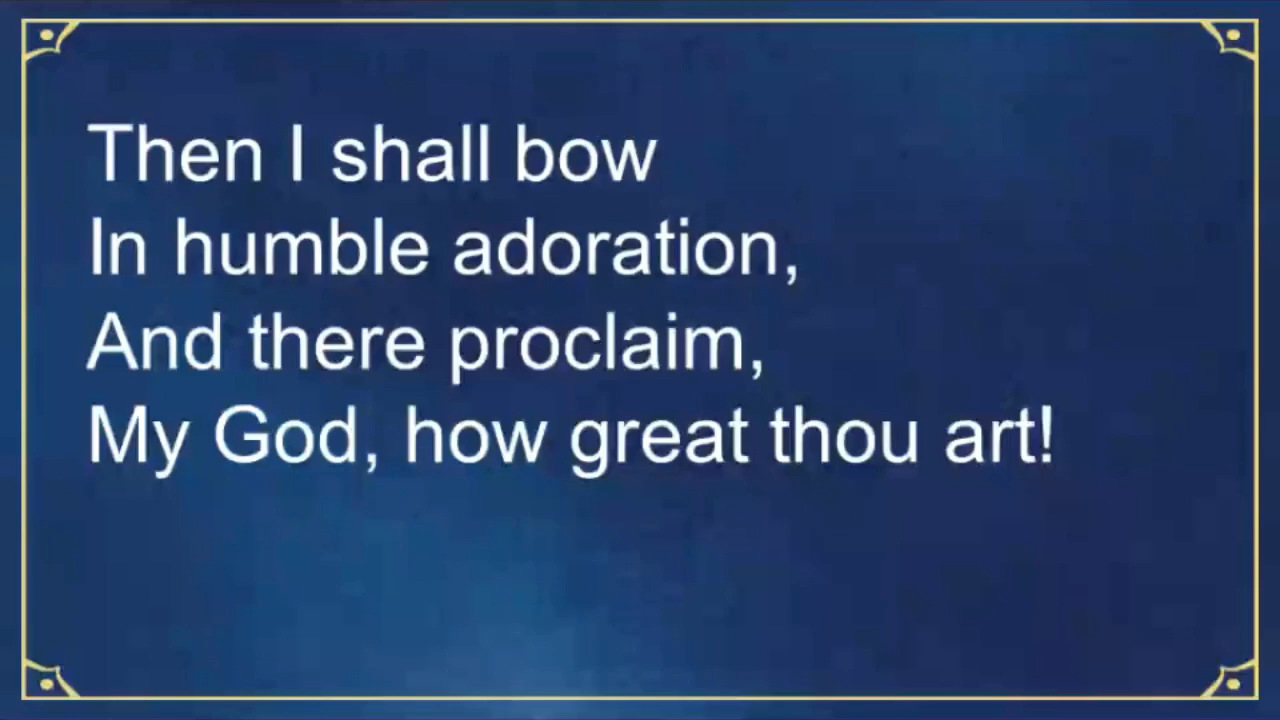 Then I shall bow
In humble adoration,
And there proclaim,
My God, how great thou art!